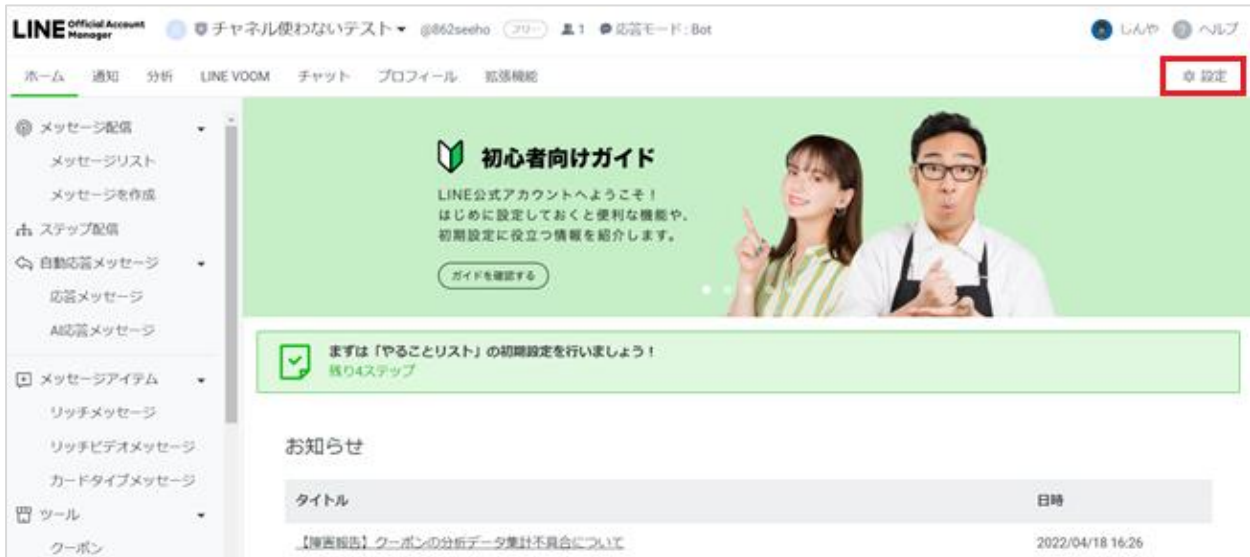 LINE Official Account Manager
チャネル使わないテスト @862seeho フリー 1 応答モード : Bot
しんや ヘルプ
ホーム 通知 分析 LINE VOOM チャット プロフィール 拡張機能 設定
メッセージ配信
メッセージリスト
メッセージを作成
ステップ配信
自動応答メッセージ
応答メッセージ
AI応答メッセージ
メッセージアイテム
リッチメッセージ
リッチビデオメッセージ
カードタイプメッセージ
ツール
クーポン
初心者向けガイド
LINE公式アカウントへようこそ！
はじめに設定しておくと便利な機能や、
初期設定に役立つ情報を紹介します。
ガイドを確認する
まずは「やることリスト」の初期設定を行いましょう！
残り4ステップ
お知らせ
タイトル 日時
【障害報告】クーポンの分析データ集計不具合について 2022/04/18 16:26